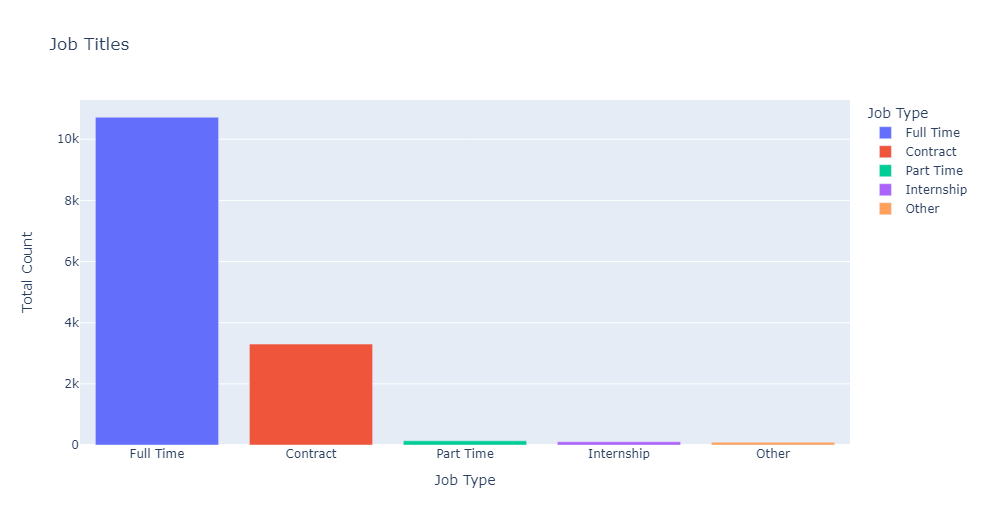 Job Titles
Job Type
Full Time
Contract
Part Time
Internship
Other
Total Count
10k
8k
6k
4k
2k
0
Full Time
Contract
Part Time
Internship
Other
Job Type